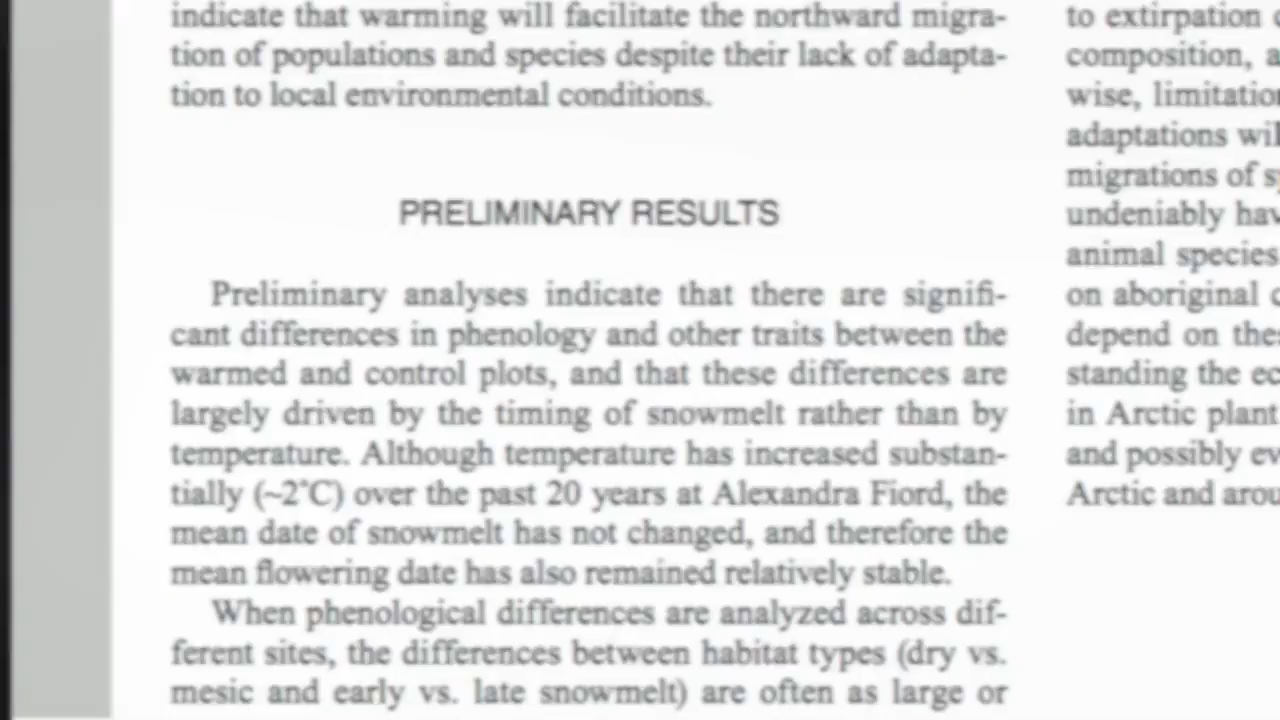 indicate that warming will facilitate the northward migra-
tion of populations and species despite their lack of adapta-
tion to local environmental conditions.
PRELIMINARY RESULTS
Preliminary analyses indicate that there are signifi-
cant differences in phenology and other traits between the
warmed and control plots, and that these differences are
largely driven by the timing of snowmelt rather than by
temperature. Although temperature has increased substan-
tially (~2°C) over the past 20 years at Alexandra Fiord, the
mean date of snowmelt has not changed, and therefore the
mean flowering date has also remained relatively stable.
When phenological differences are analyzed across dif-
ferent sites, the differences between habitat types (dry vs.
mesic and early vs. late snowmelt) are often as large or
to extirpation
composition,
wise,
adaptations
migrations of
undeniably
animal species
on aboriginal
depend on
standing the
in Arctic plant
and possibly
Arctic and